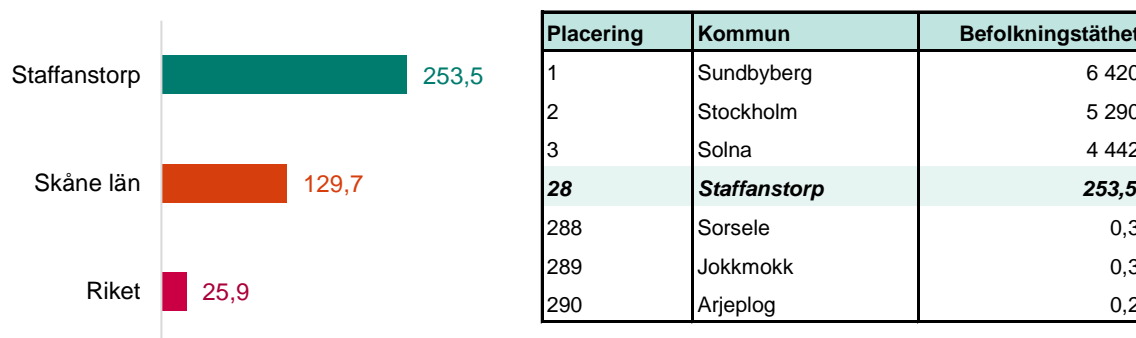 Staffanstorp 253,5
Skåne län 129,7
Riket 25,9
Placering Kommun Befolkningstäthet
1 Sundbyberg 6 420
2 Stockholm 5 290
3 Solna 4 442
28 Staffanstorp 253,5
288 Sorsele 0,3
289 Jokkmokk 0,3
290 Arjeplog 0,2